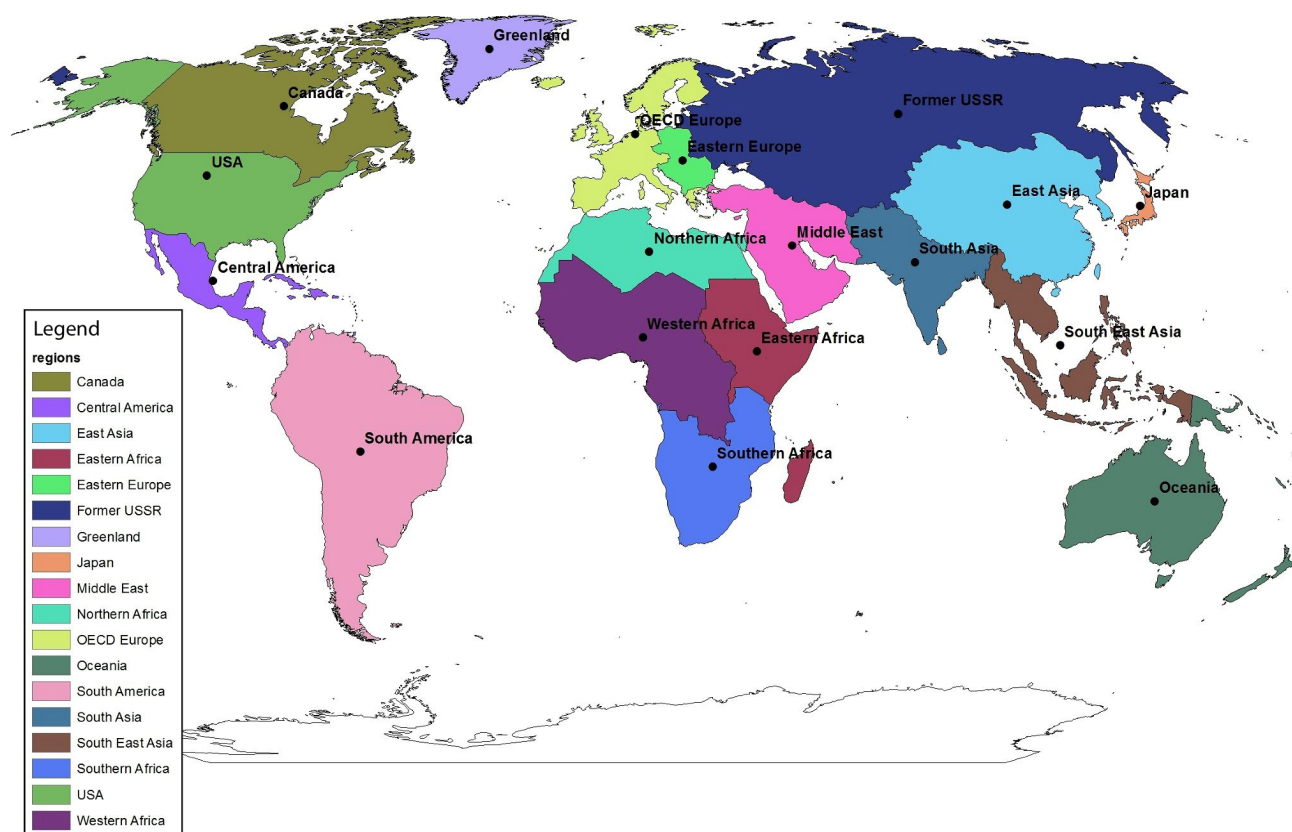 Greenland
Canada
Former USSR
OECD Europe
Eastern Europe
USA
East Asia
Japan
Northern Africa
Middle East
South Asia
Central America
Western Africa
Eastern Africa
South East Asia
South America
Southern Africa
Oceania
Legend
regions
Canada
Central America
East Asia
Eastern Africa
Eastern Europe
Former USSR
Greenland
Japan
Middle East
Northern Africa
OECD Europe
Oceania
South America
South Asia
South East Asia
Southern Africa
USA
Western Africa